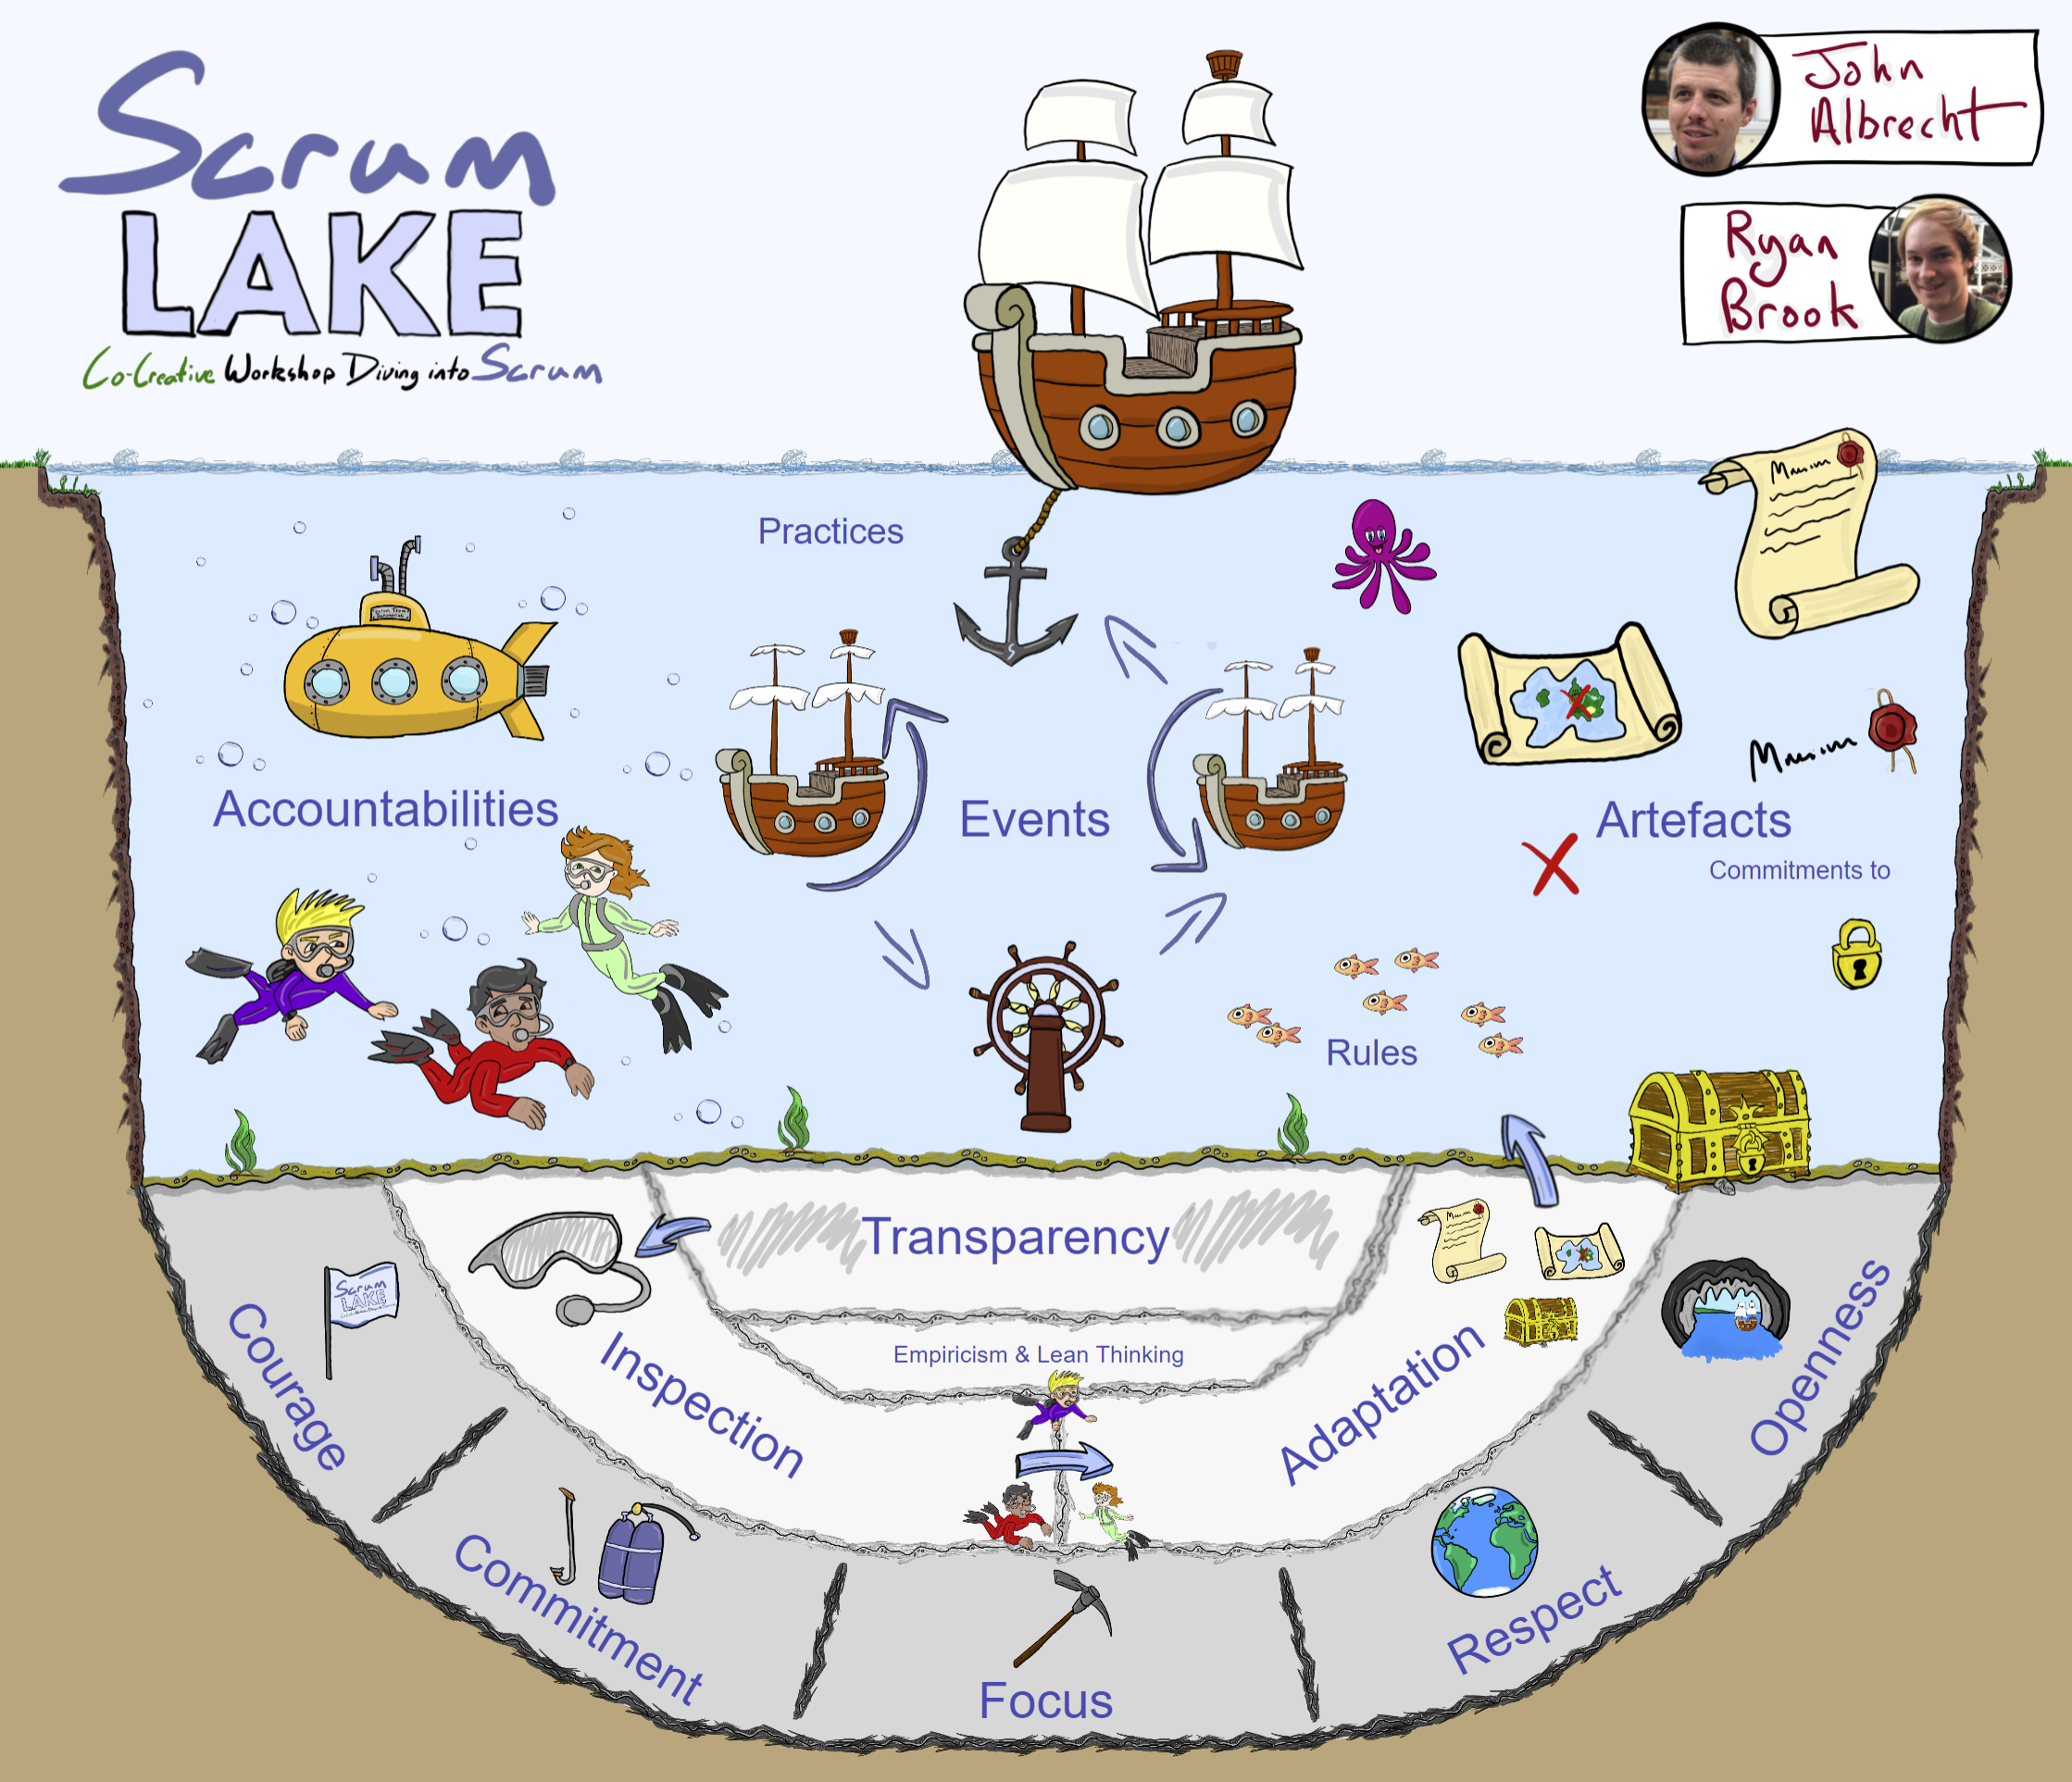 Scrum
LAKE
Co-Creative Workshop Diving into Scrum
John
Albrecht
Ryan
Brook
Practices
Accountabilities
Events
Artefacts
Commitments to
Rules
Transparency
Empiricism & Lean Thinking
Inspection
Adaptation
Scrum
LAKE
Courage
Commitment
Focus
Respect
Openness